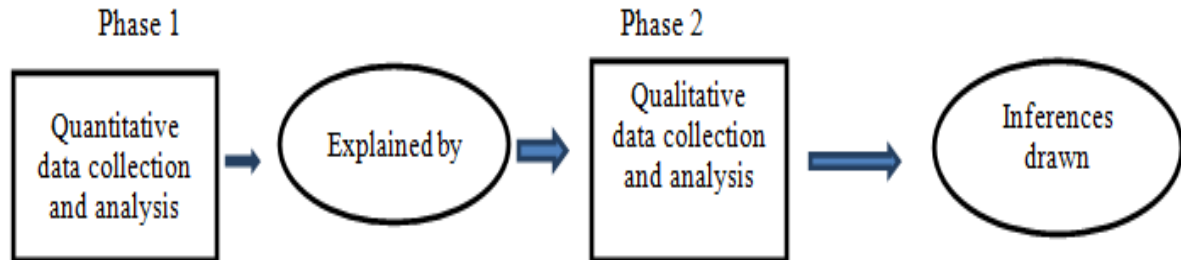 Phase 1
Phase 2
Quantitative
data collection
and analysis
Explained by
Qualitative
data collection
and analysis
Inferences
drawn